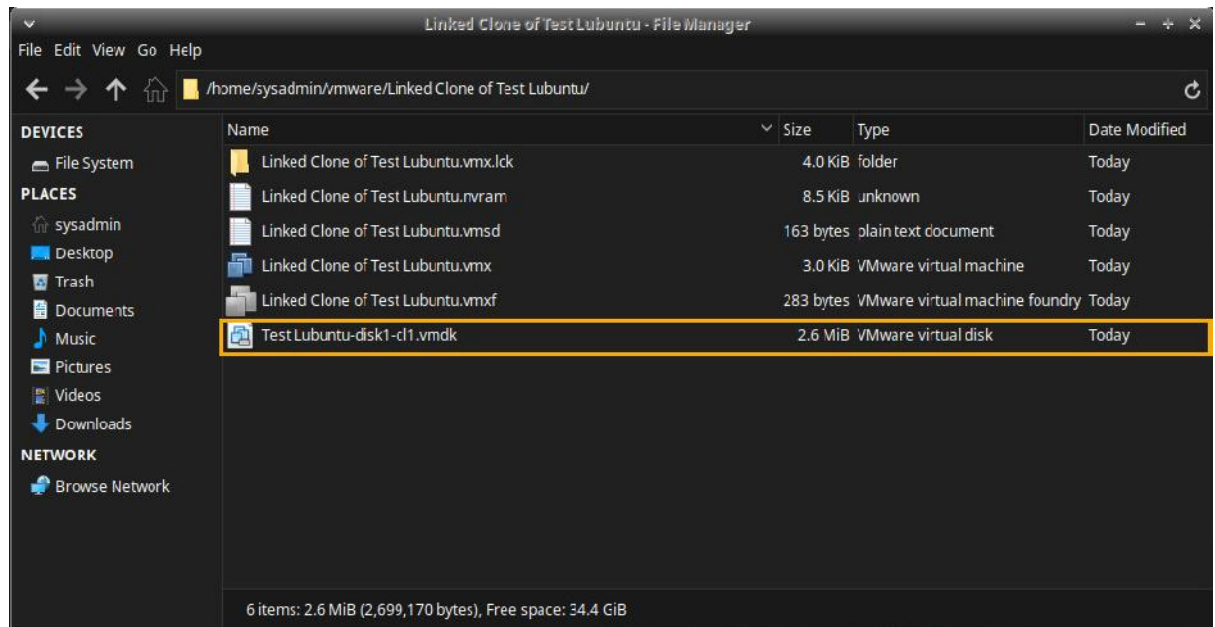 Linked Clone of Test Lubuntu - File Manager
File Edit View Go Help
/home/sysadmin/vmware/Linked Clone of Test Lubuntu/
DEVICES
File System
PLACES
sysadmin
Desktop
Trash
Documents
Music
Pictures
Videos
Downloads
NETWORK
Browse Network
Name Size Type Date Modified
Linked Clone of Test Lubuntu.vmx.lck 4.0 KiB folder Today
Linked Clone of Test Lubuntu.nvram 8.5 KiB unknown Today
Linked Clone of Test Lubuntu.vmsd 163 bytes plain text document Today
Linked Clone of Test Lubuntu.vmx 3.0 KiB VMware virtual machine Today
Linked Clone of Test Lubuntu.vmxf 283 bytes VMware virtual machine foundry Today
Test Lubuntu-disk1-cl1.vmdk 2.6 MiB VMware virtual disk Today
6 items: 2.6 MiB (2,699,170 bytes), Free space: 34.4 GiB